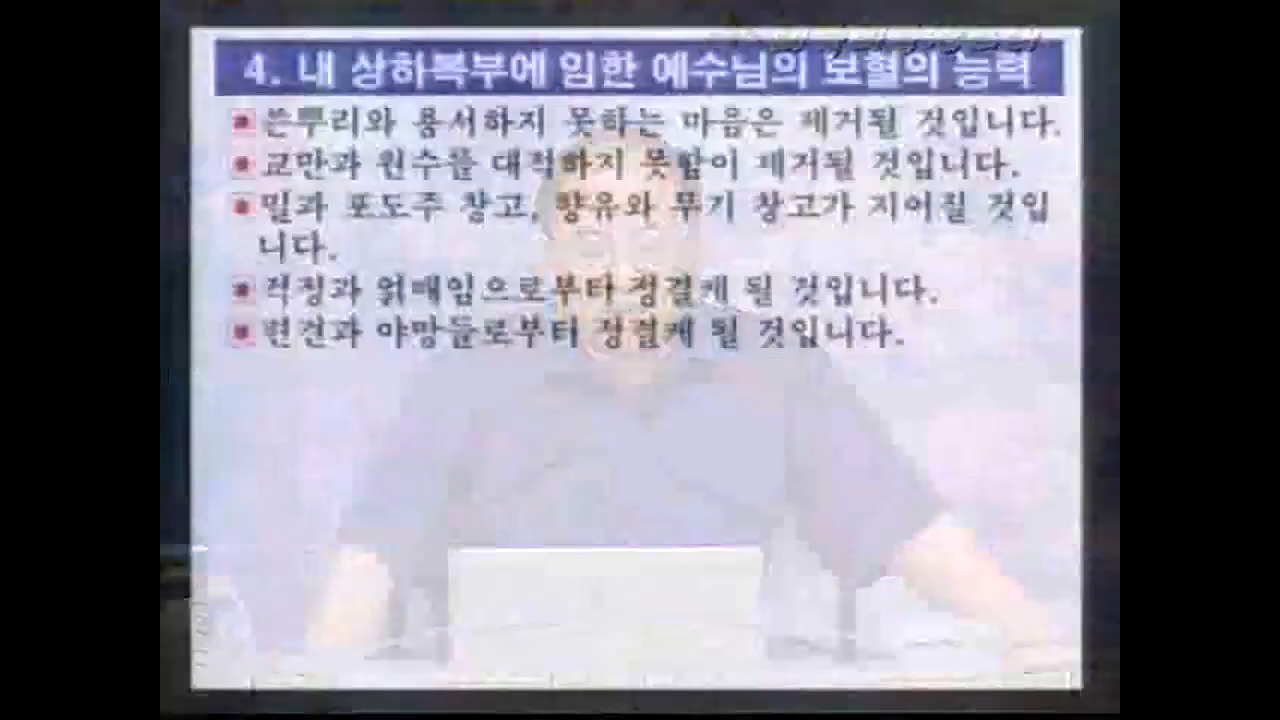 4. 내 상하복부에 임한 예수님의 보혈의 능력
쓴뿌리와 용서하지 못하는 마음은 제거될 것입니다.
교만과 원수를 대적하지 못함이 제거될 것입니다.
밀과 포도주 창고, 향유와 무기 창고가 지어질 것입
니다.
걱정과 얽매임으로부터 정결케 될 것입니다.
편견과 야망들로부터 정결케 될 것입니다.